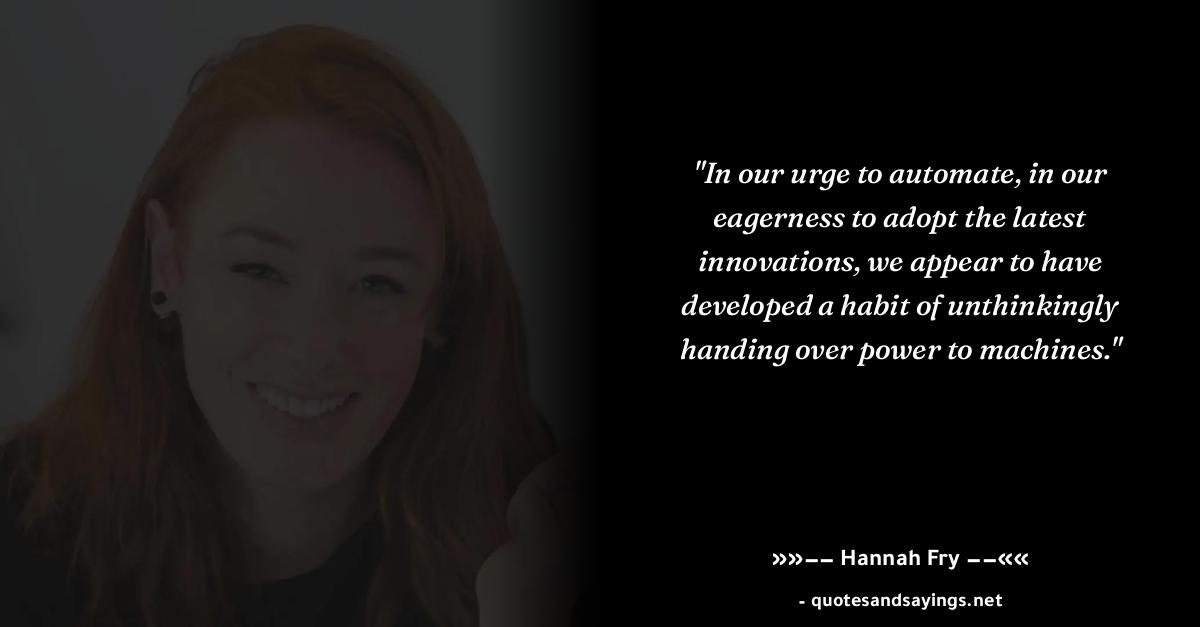 "In our urge to automate, in our
eagerness to adopt the latest
innovations, we appear to have
developed a habit of unthinkingly
handing over power to machines."
»»–– Hannah Fry ––««
- quotesandsayings.net